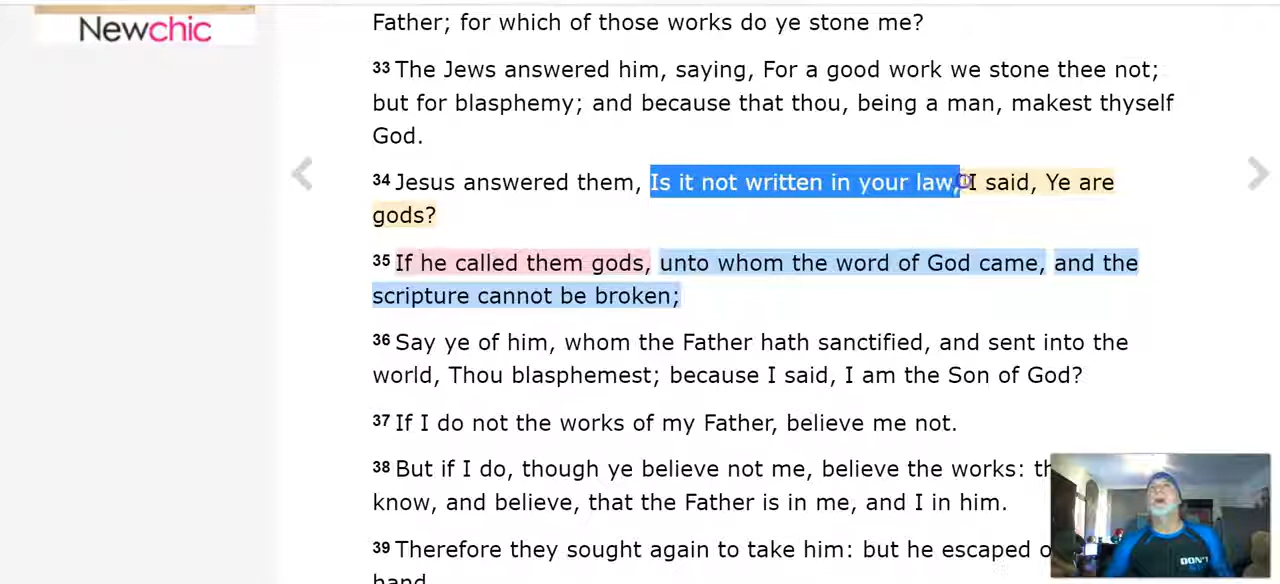 Newchic
Father; for which of those works do ye stone me?
33 The Jews answered him, saying, For a good work we stone thee not;
but for blasphemy; and because that thou, being a man, makest thyself
God.
34 Jesus answered them, Is it not written in your law, I said, Ye are
gods?
35 If he called them gods, unto whom the word of God came, and the
scripture cannot be broken;
36 Say ye of him, whom the Father hath sanctified, and sent into the
world, Thou blasphemest; because I said, I am the Son of God?
37 If I do not the works of my Father, believe me not.
38 But if I do, though ye believe not me, believe the works:
know, and believe, that the Father is in me, and I in him.
39 Therefore they sought again to take him: but he escaped
hand
DON'T